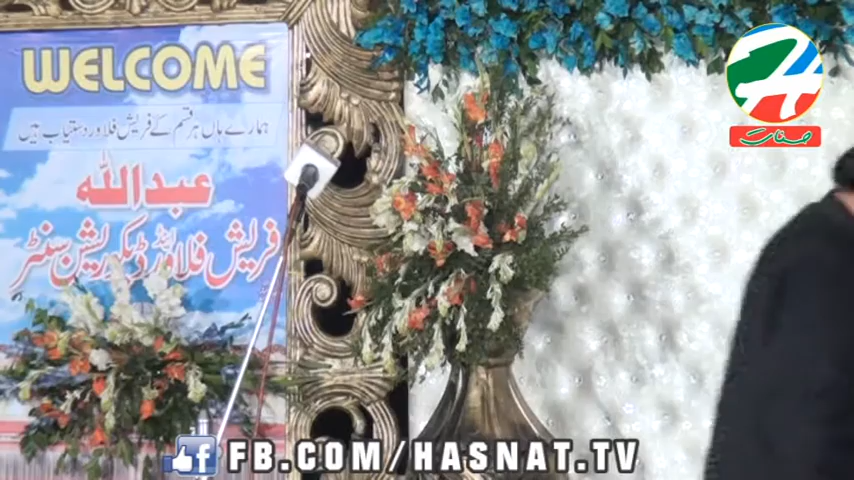 WELCOME
ہمارے ہاں ہر قسم کے فریش فلاور دستیاب ہیں
عبداللہ
فریش فلاور اینڈ ڈیکوریشن سنٹر
حسنات
FB.COM/HASNAT.TV